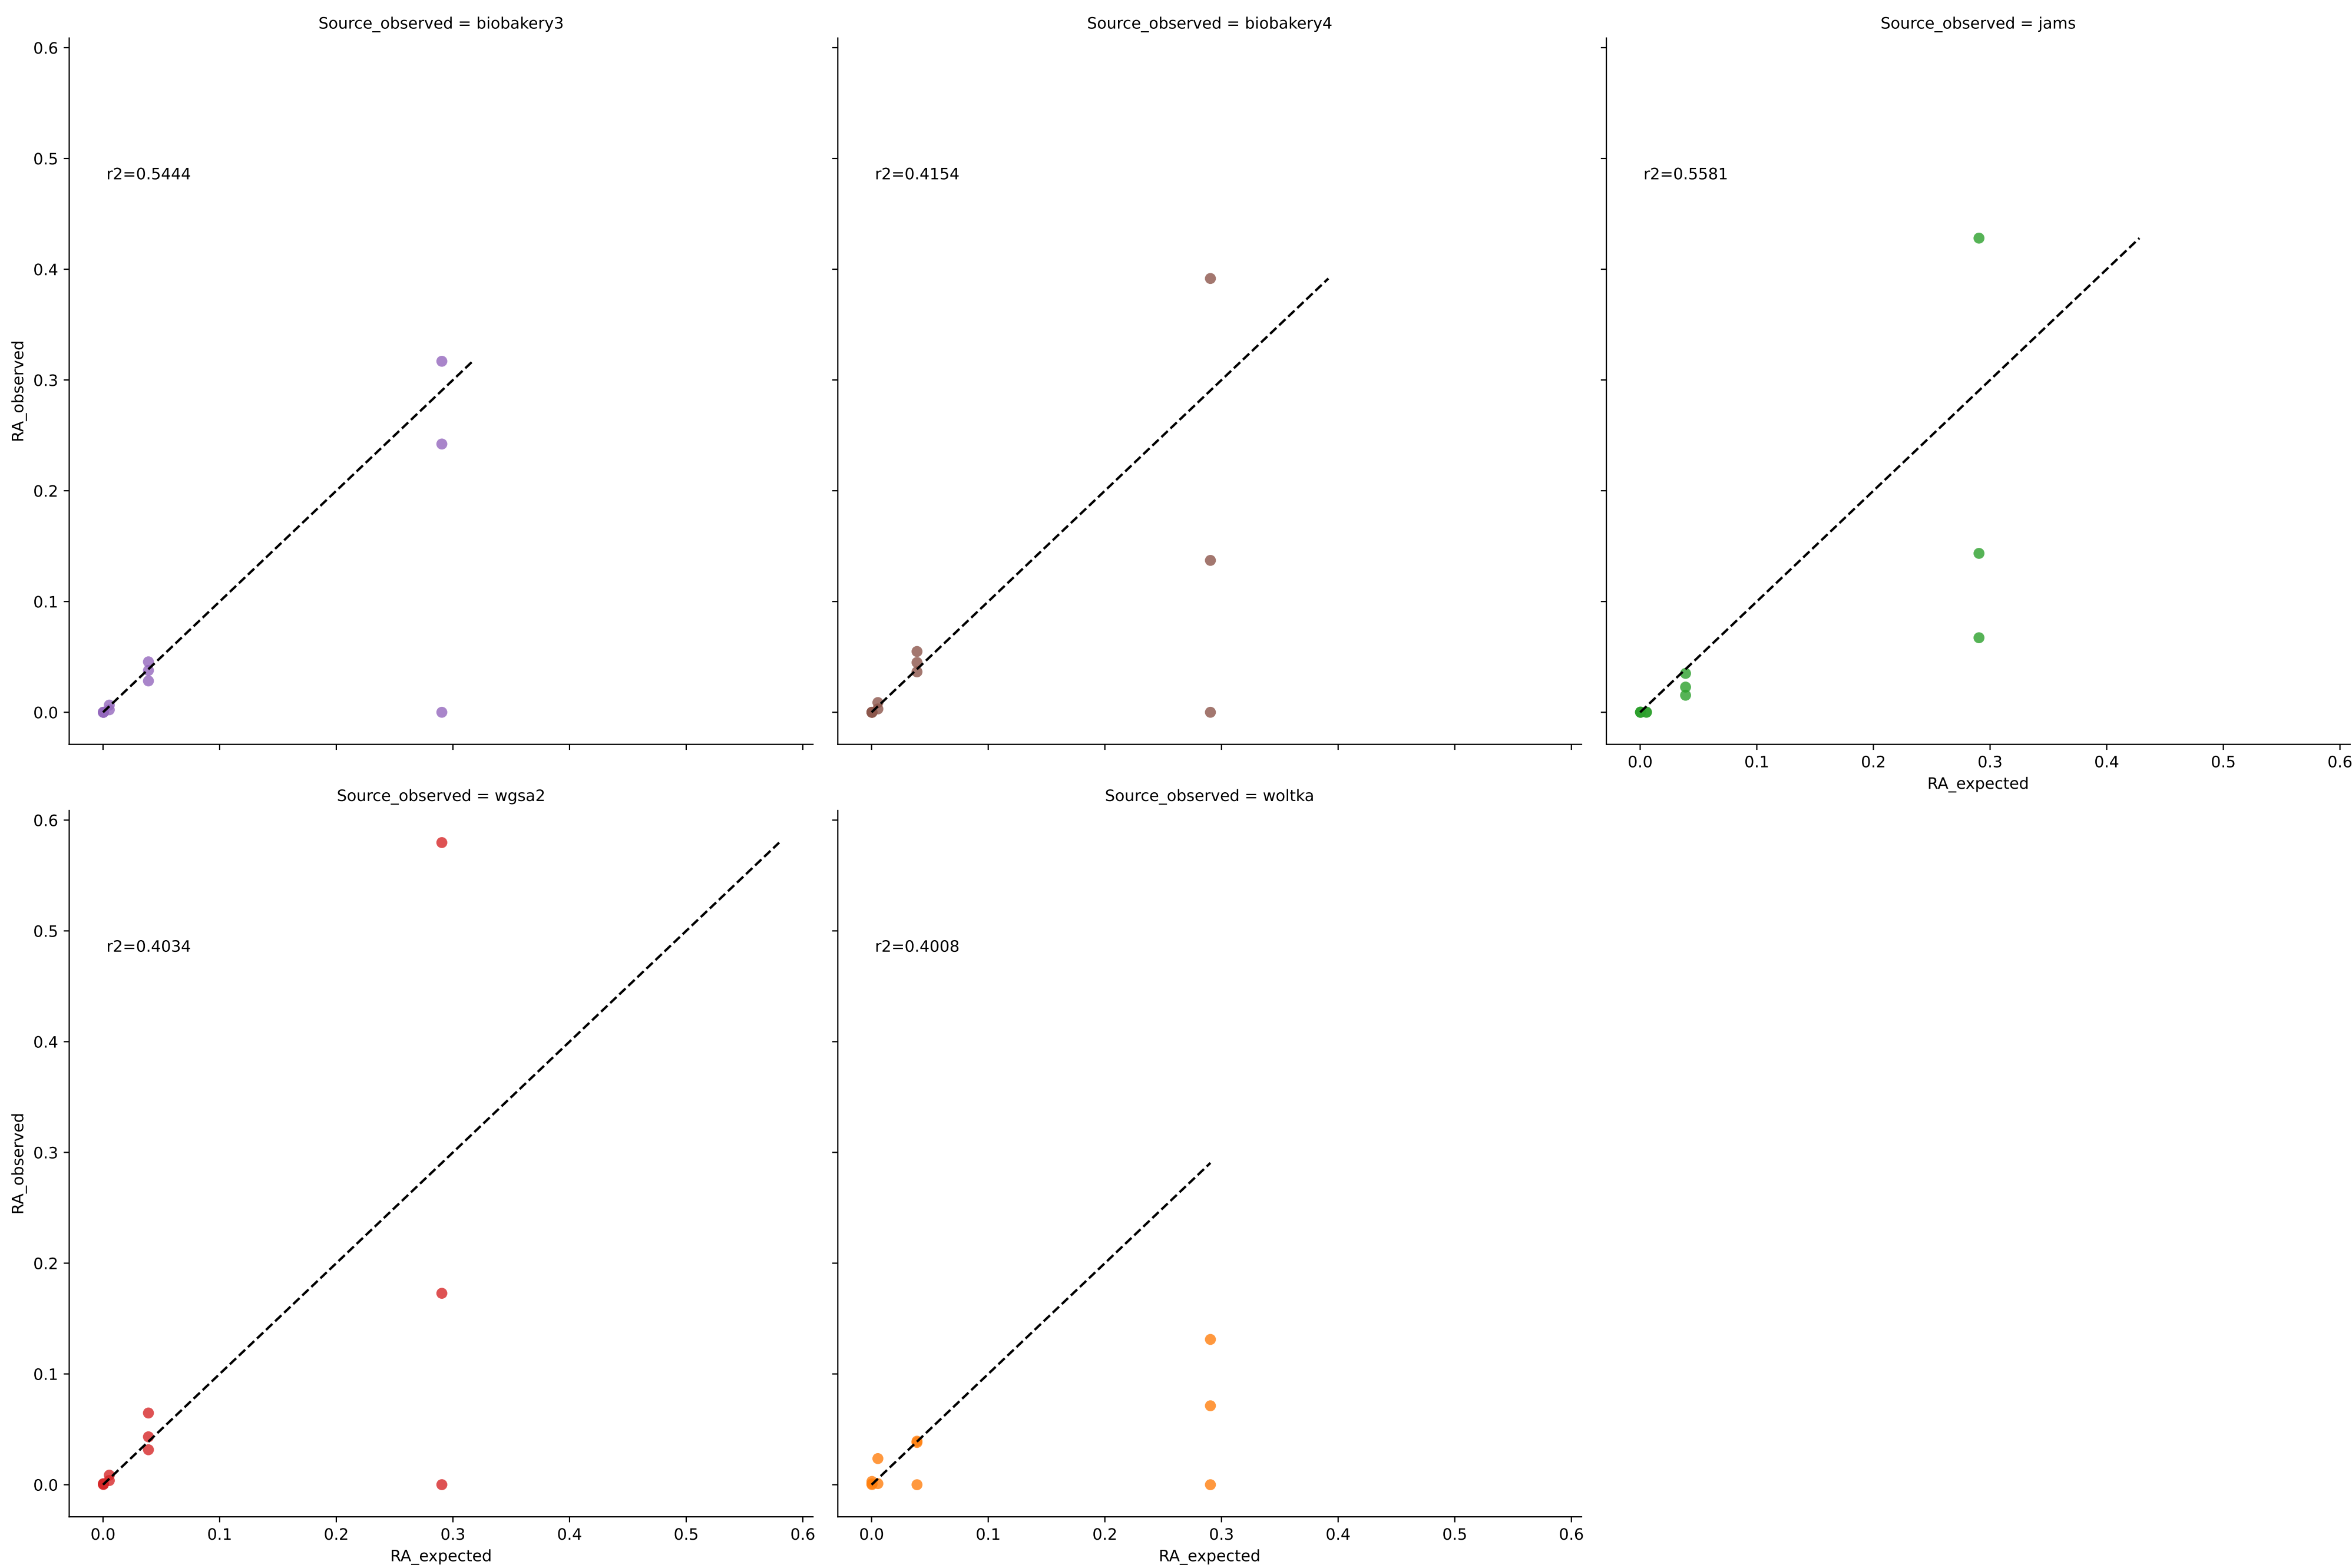 Source_observed = biobakery3
Source_observed = biobakery4
Source_observed = jams
0.6
0.5
0.4
0.3
0.2
0.1
0.0
RA_observed
r2=0.5444
r2=0.4154
r2=0.5581
0.0 0.1 0.2 0.3 0.4 0.5 0.6
RA_expected
Source_observed = wgsa2
Source_observed = woltka
0.6
0.5
0.4
0.3
0.2
0.1
0.0
RA_observed
r2=0.4034
r2=0.4008
0.0 0.1 0.2 0.3 0.4 0.5 0.6
RA_expected
0.0 0.1 0.2 0.3 0.4 0.5 0.6
RA_expected